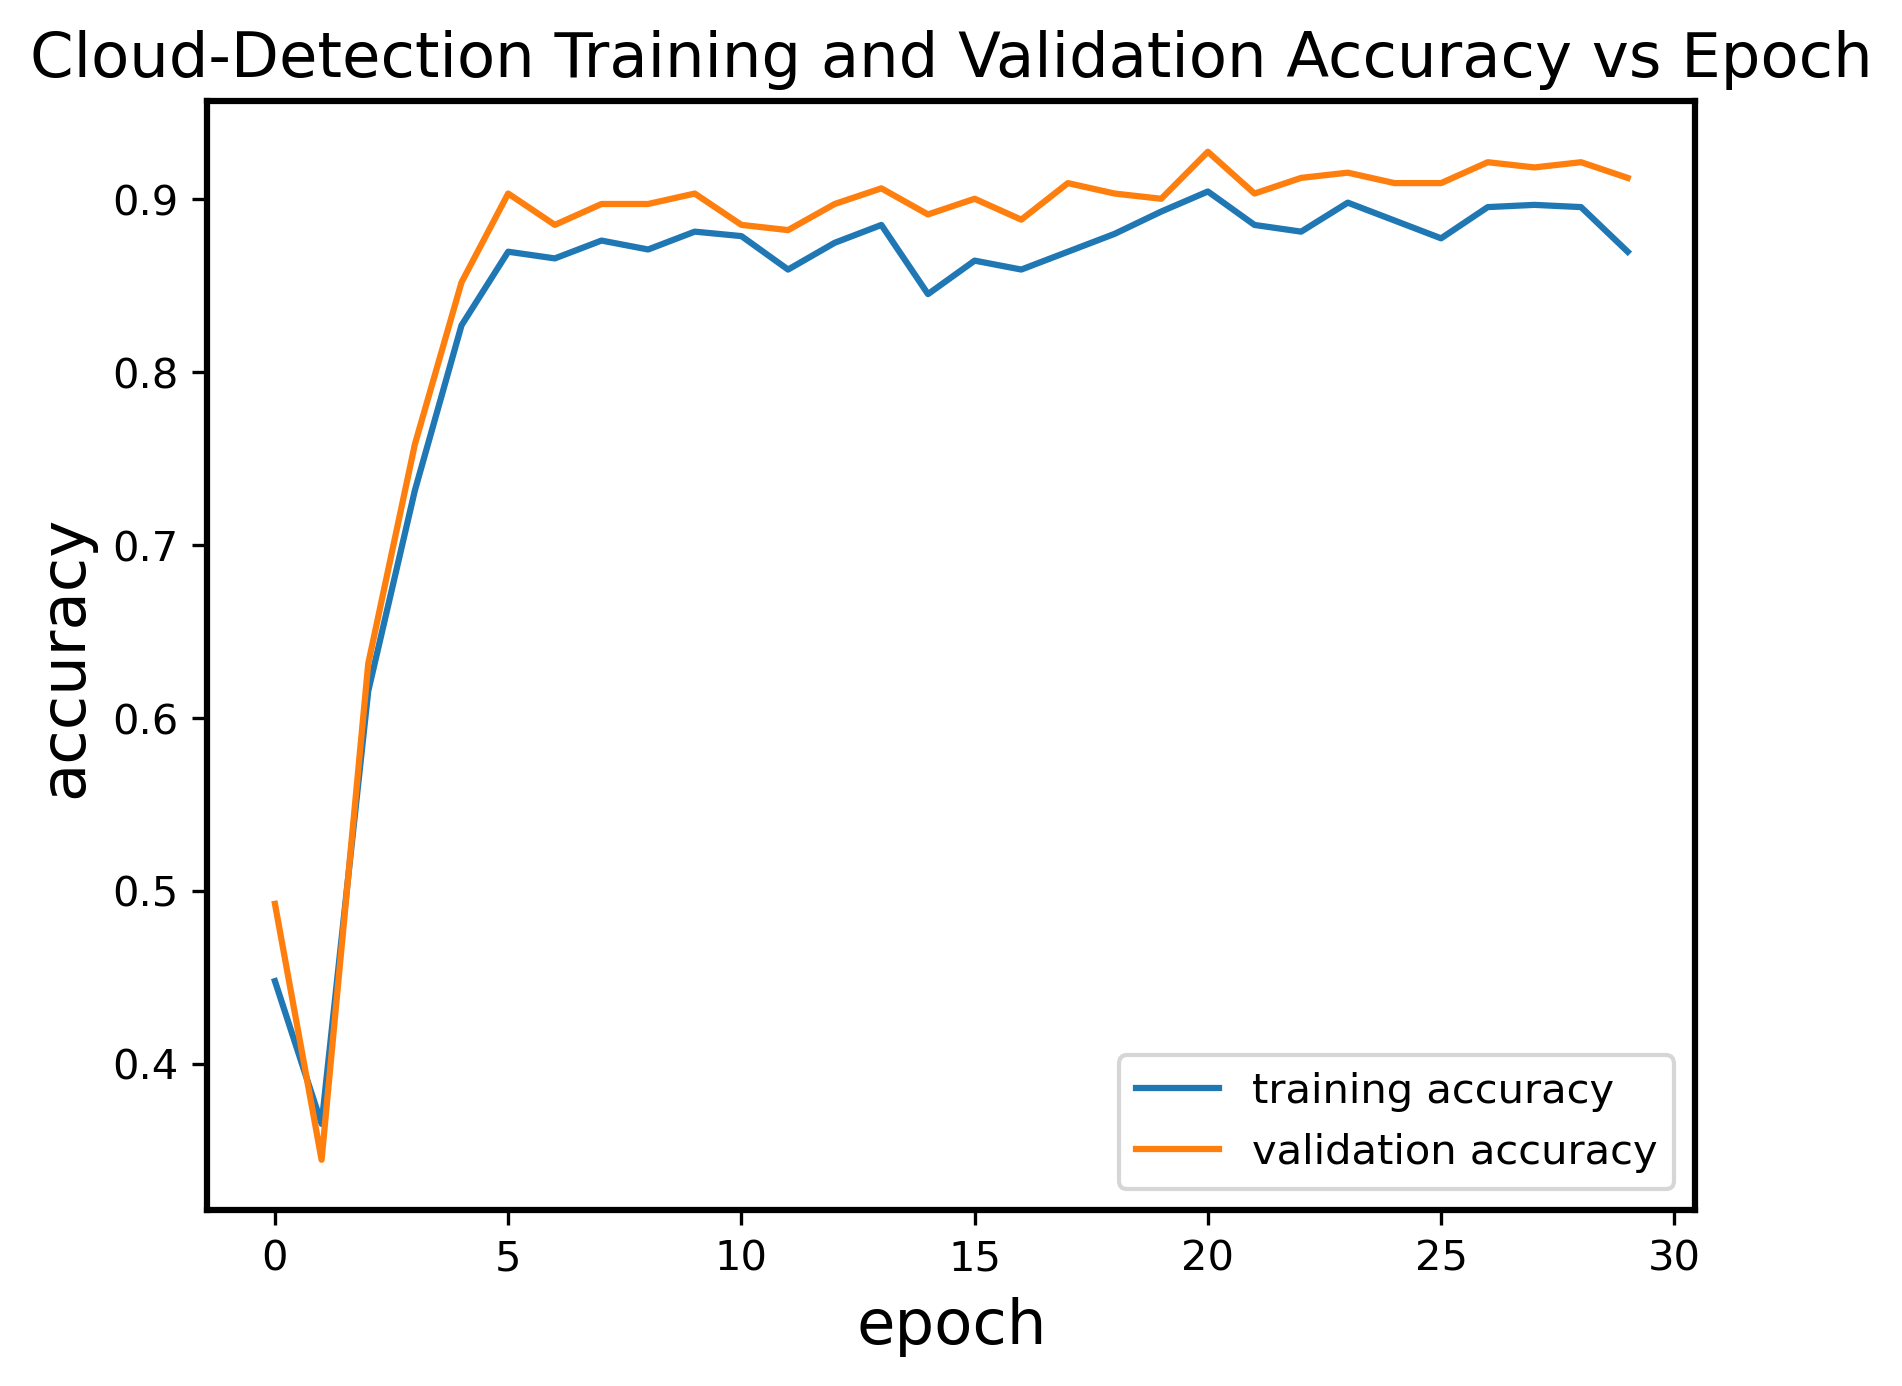 Cloud-Detection Training and Validation Accuracy vs Epoch
accuracy
0.9
0.8
0.7
0.6
0.5
0.4
training accuracy
validation accuracy
0 5 10 15 20 25 30
epoch